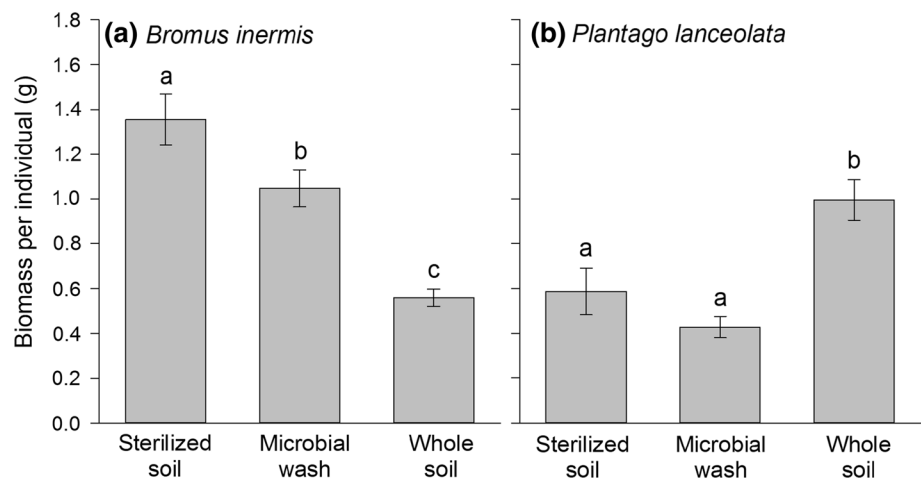 (a) Bromus inermis
(b) Plantago lanceolata
Biomass per individual (g)
1.8
1.6
1.4
1.2
1.0
0.8
0.6
0.4
0.2
0.0
a
b
c
a
a
b
Sterilized
soil
Microbial
wash
Whole
soil
Sterilized
soil
Microbial
wash
Whole
soil